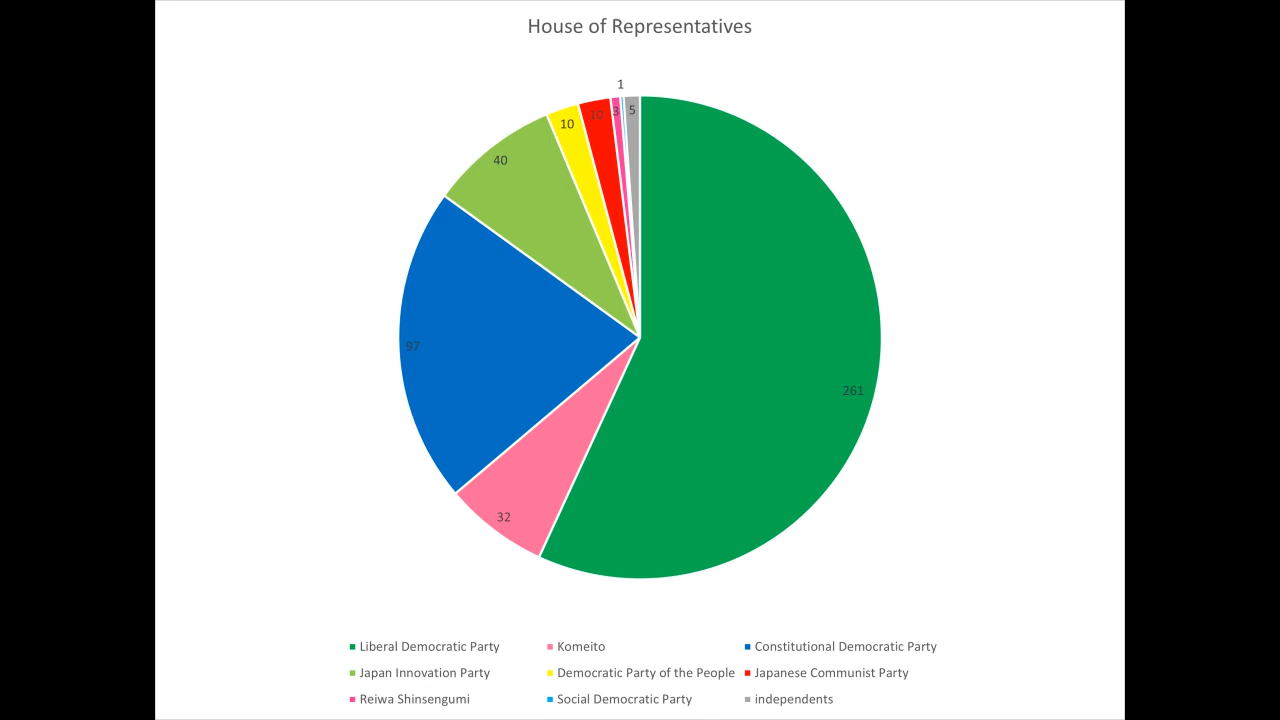 House of Representatives
1
10
10
3
5
40
97
261
32
Liberal Democratic Party
Komeito
Constitutional Democratic Party
Japan Innovation Party
Democratic Party of the People
Japanese Communist Party
Reiwa Shinsengumi
Social Democratic Party
independents